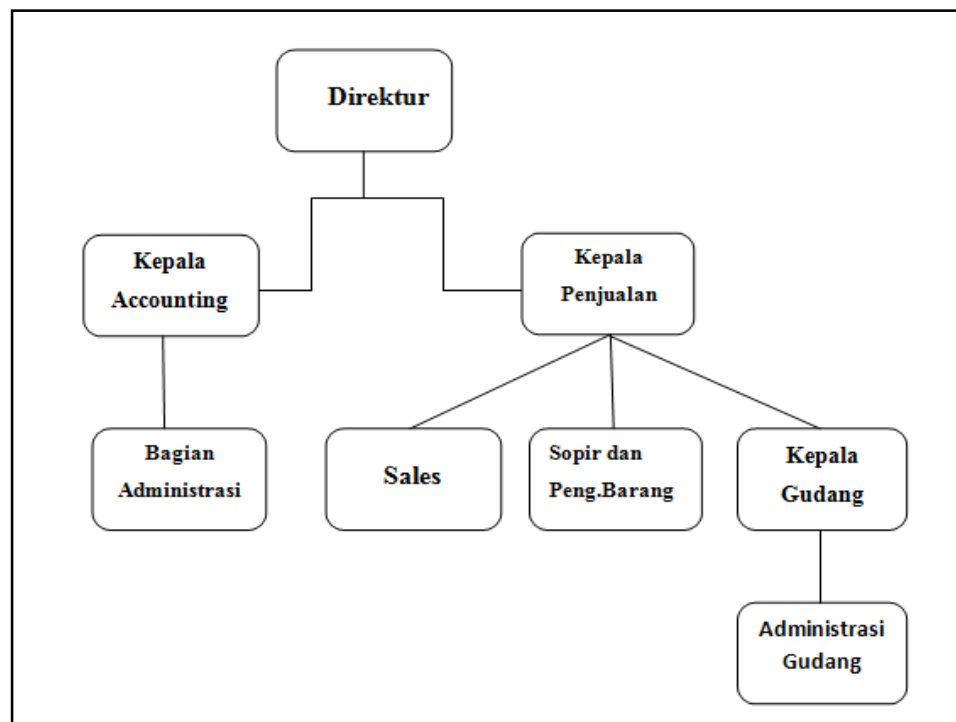 Direktur
Kepala
Accounting
Kepala
Penjualan
Bagian
Administrasi
Sales
Sopir dan
Peng.Barang
Kepala
Gudang
Administrasi
Gudang